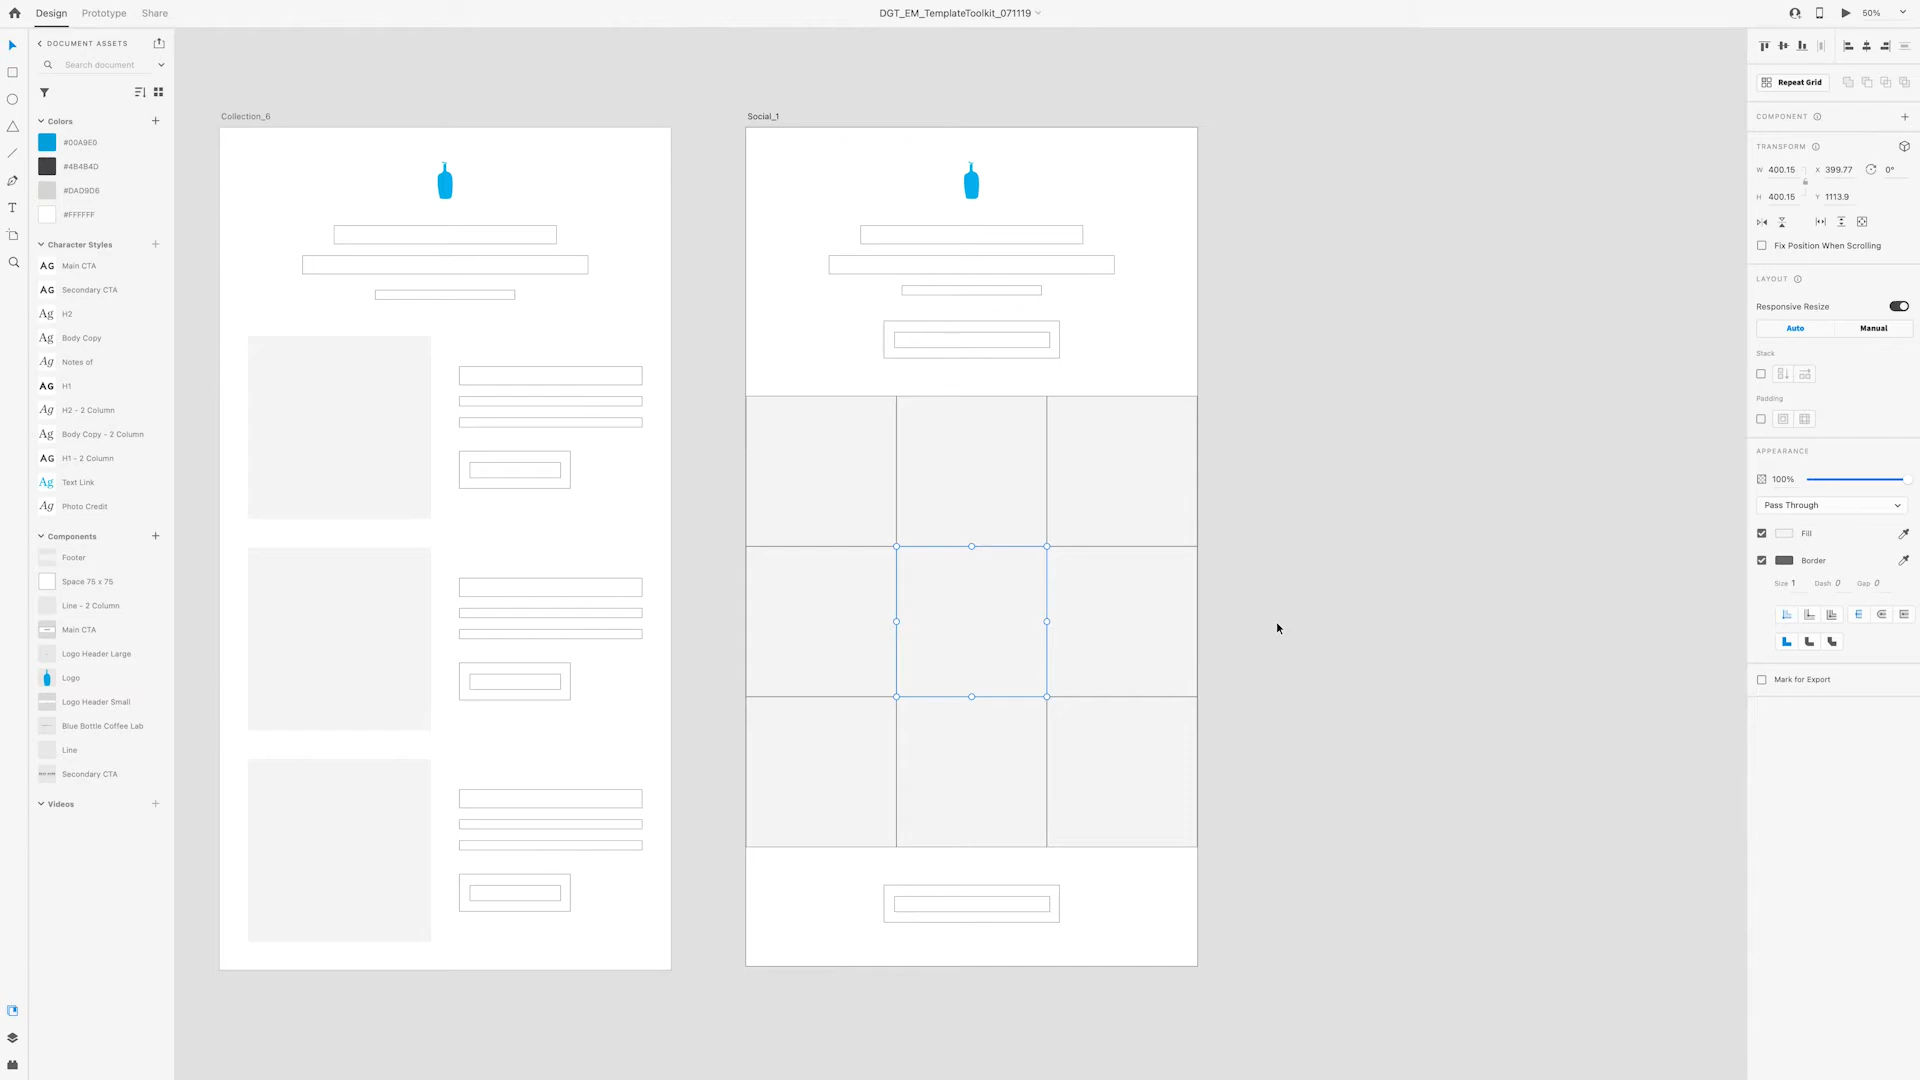 Design Prototype Share DGT_EM_TemplateToolkit_071119 50%
DOCUMENT ASSETS
Search document
Colors
#00A9E0
#4B4B4D
#DAD9D6
#FFFFFF
Character Styles
AG Main CTA
AG Secondary CTA
Ag H2
Ag Body Copy
Ag Notes of
AG H1
Ag H2 - 2 Column
Ag Body Copy - 2 Column
AG H1 - 2 Column
Ag Text Link
Ag Photo Credit
Components
Footer
Space 75 x 75
Line - 2 Column
Main CTA
Logo Header Large
Logo
Logo Header Small
Blue Bottle Coffee Lab
Line
Secondary CTA
Videos
Collection_6
Social_1
Repeat Grid
COMPONENT
TRANSFORM
W 400.15 X 399.77 0°
H 400.15 Y 1113.9
Fix Position When Scrolling
LAYOUT
Responsive Resize
Auto Manual
Stack
Padding
APPEARANCE
100%
Pass Through
Fill
Border
Size 1 Dash 0 Gap 0
Mark for Export